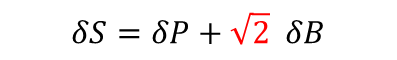 𝛿𝑆 = 𝛿𝑃 + √2 𝛿𝐵